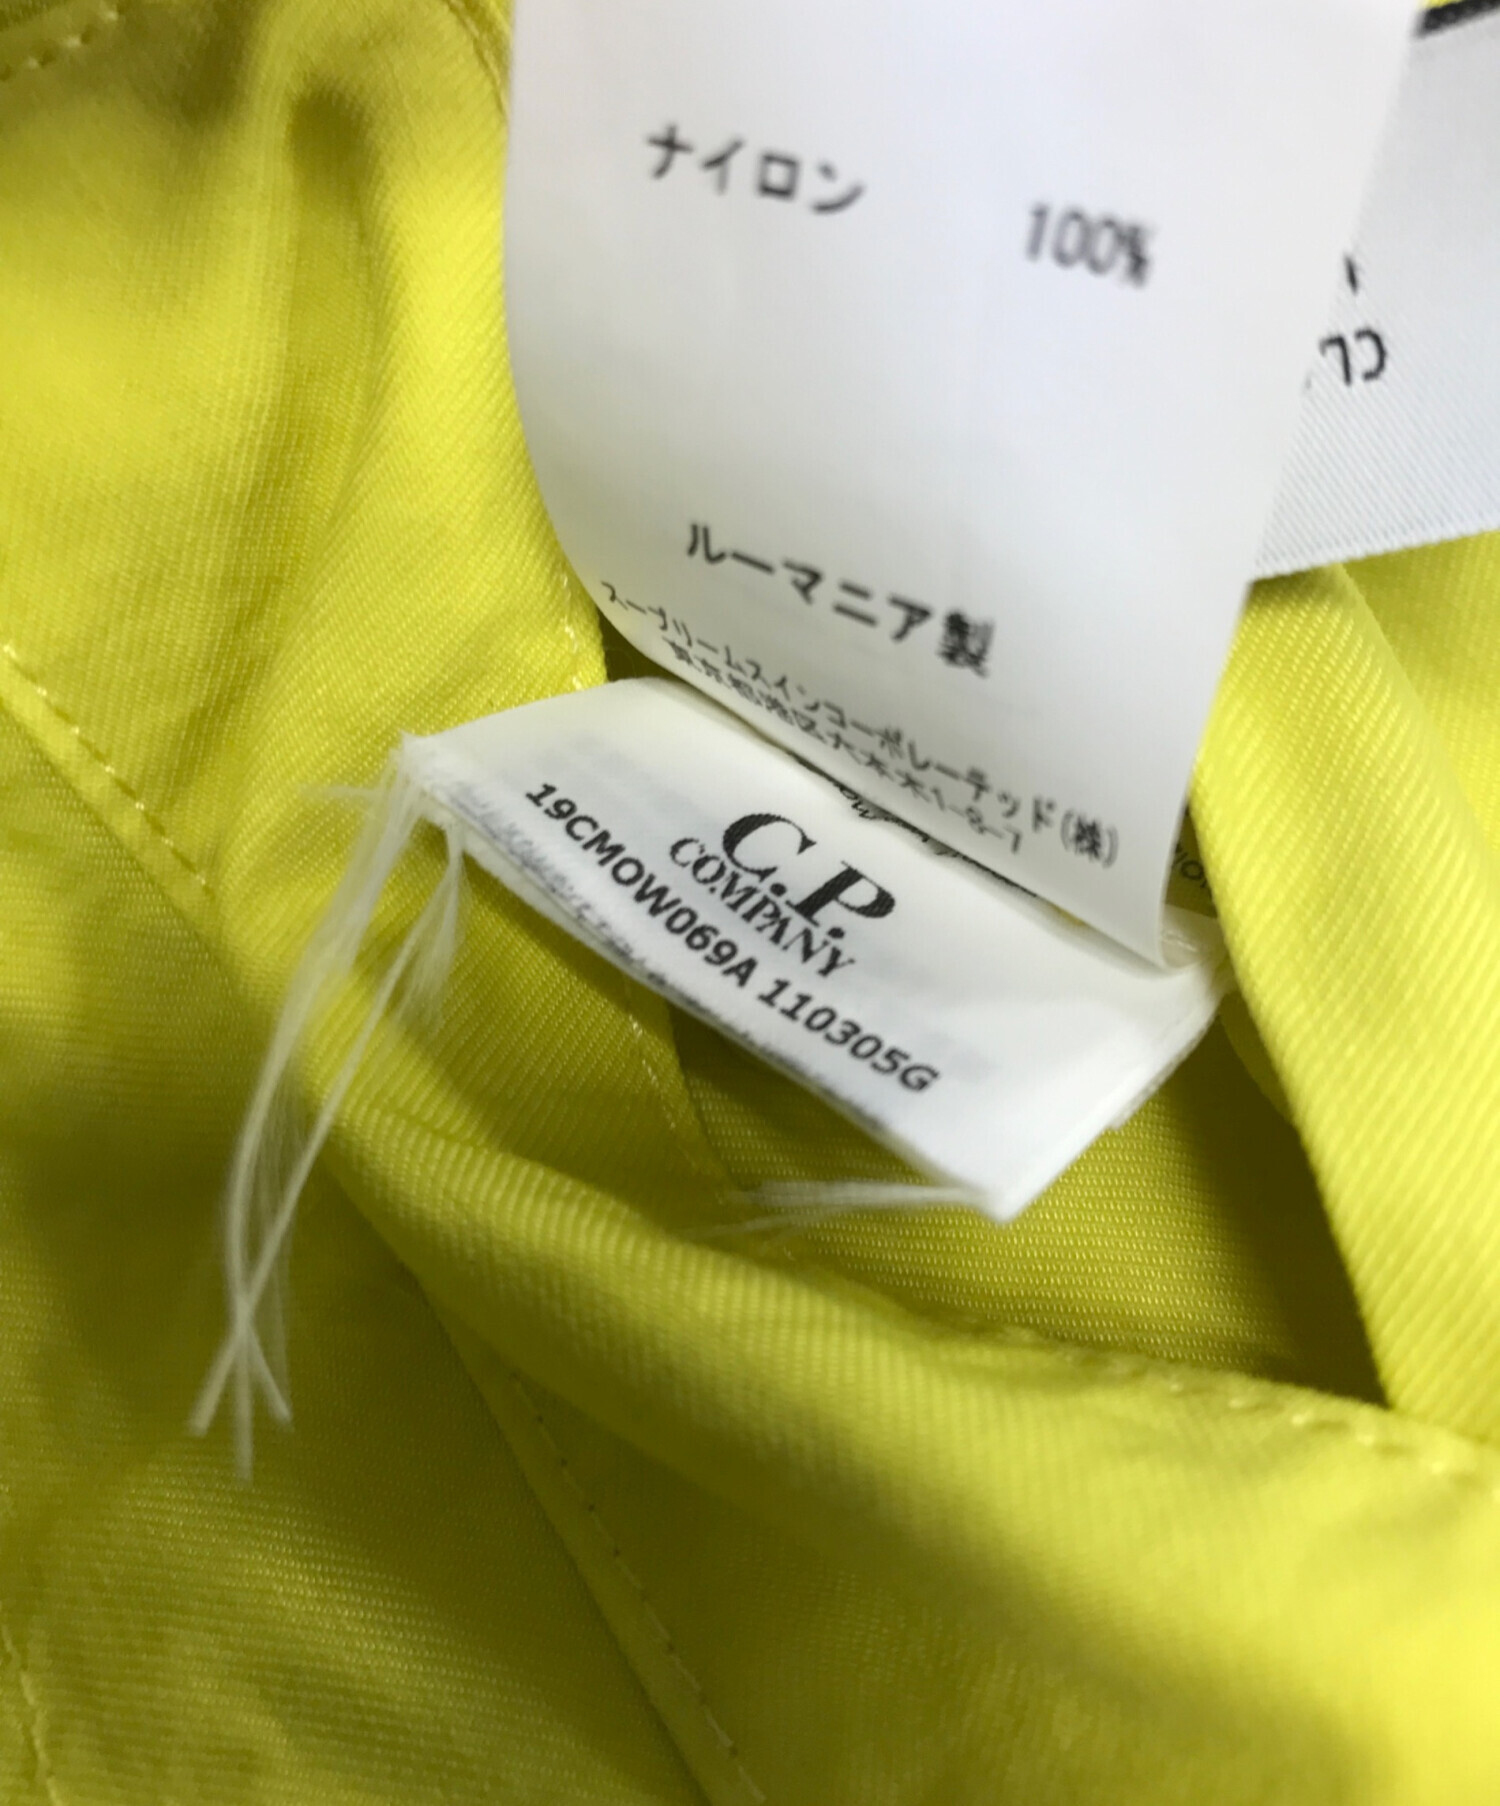 ナイロン 100%
ルーマニア製
スープリームスインコーポレーテッド(株)
C.P.
COMPANY
19CMOW069A 110305G